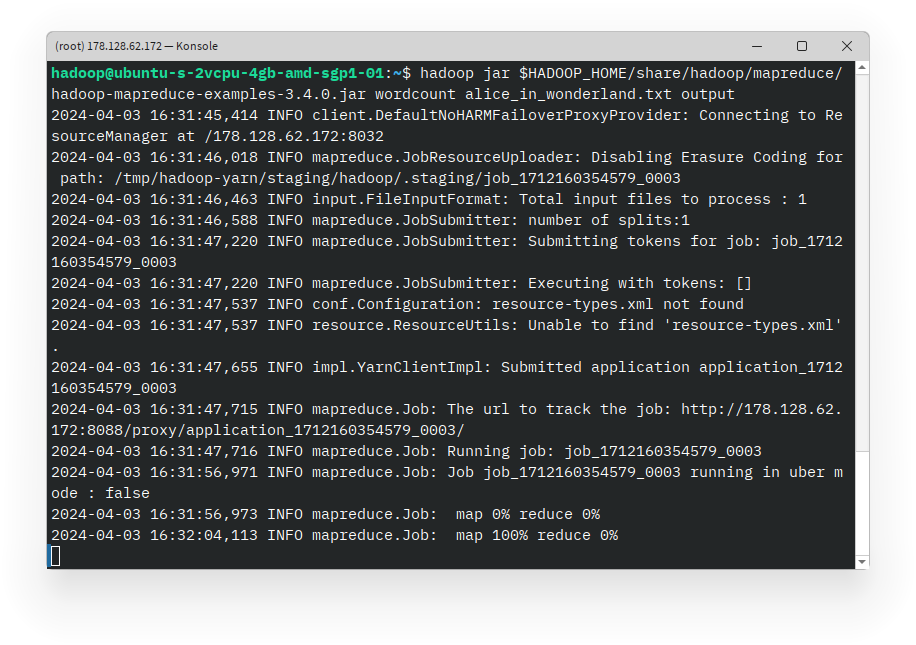 (root) 178.128.62.172 — Konsole
hadoop@ubuntu-s-2vcpu-4gb-amd-sgp1-01:~$ hadoop jar $HADOOP_HOME/share/hadoop/mapreduce/
hadoop-mapreduce-examples-3.4.0.jar wordcount alice_in_wonderland.txt output
2024-04-03 16:31:45,414 INFO client.DefaultNoHARMFailoverProxyProvider: Connecting to Re
sourceManager at /178.128.62.172:8032
2024-04-03 16:31:46,018 INFO mapreduce.JobResourceUploader: Disabling Erasure Coding for
 path: /tmp/hadoop-yarn/staging/hadoop/.staging/job_1712160354579_0003
2024-04-03 16:31:46,463 INFO input.FileInputFormat: Total input files to process : 1
2024-04-03 16:31:46,588 INFO mapreduce.JobSubmitter: number of splits:1
2024-04-03 16:31:47,220 INFO mapreduce.JobSubmitter: Submitting tokens for job: job_1712
160354579_0003
2024-04-03 16:31:47,220 INFO mapreduce.JobSubmitter: Executing with tokens: []
2024-04-03 16:31:47,537 INFO conf.Configuration: resource-types.xml not found
2024-04-03 16:31:47,537 INFO resource.ResourceUtils: Unable to find 'resource-types.xml'
.
2024-04-03 16:31:47,655 INFO impl.YarnClientImpl: Submitted application application_1712
160354579_0003
2024-04-03 16:31:47,715 INFO mapreduce.Job: The url to track the job: http://178.128.62.
172:8088/proxy/application_1712160354579_0003/
2024-04-03 16:31:47,716 INFO mapreduce.Job: Running job: job_1712160354579_0003
2024-04-03 16:31:56,971 INFO mapreduce.Job: Job job_1712160354579_0003 running in uber m
ode : false
2024-04-03 16:31:56,973 INFO mapreduce.Job:  map 0% reduce 0%
2024-04-03 16:32:04,113 INFO mapreduce.Job:  map 100% reduce 0%